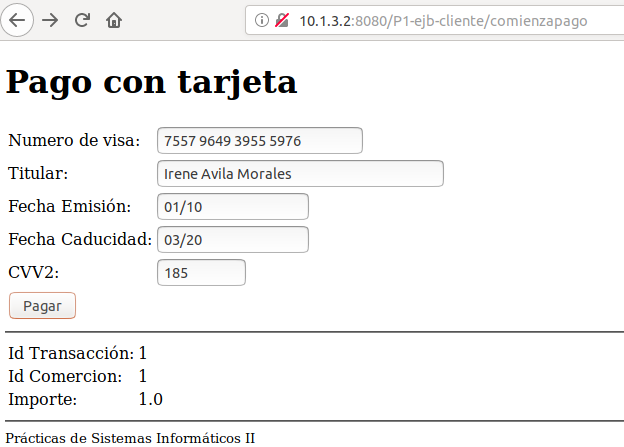 10.1.3.2:8080/P1-ejb-cliente/comienzapago
Pago con tarjeta
Numero de visa: 7557 9649 3955 5976
Titular: Irene Avila Morales
Fecha Emisión: 01/10
Fecha Caducidad: 03/20
CVV2: 185
Pagar
Id Transacción: 1
Id Comercion: 1
Importe: 1.0
Prácticas de Sistemas Informáticos II